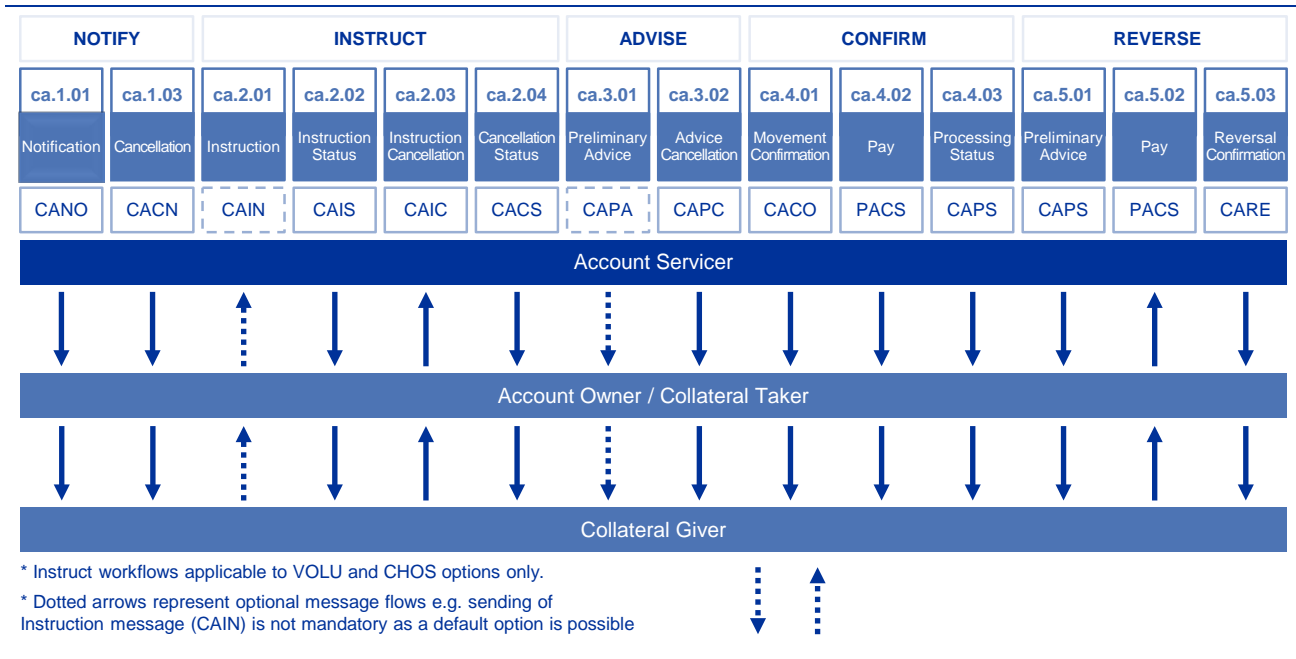 NOTIFY INSTRUCT ADVISE CONFIRM REVERSE
ca.1.01 ca.1.03 ca.2.01 ca.2.02 ca.2.03 ca.2.04 ca.3.01 ca.3.02 ca.4.01 ca.4.02 ca.4.03 ca.5.01 ca.5.02 ca.5.03
Notification Cancellation Instruction Instruction Status Instruction Cancellation Cancellation Status Preliminary Advice Advice Cancellation Movement Confirmation Pay Processing Status Preliminary Advice Pay Reversal Confirmation
CANO CACN CAIN CAIS CAIC CACS CAPA CAPC CACO PACS CAPS CAPS PACS CARE
Account Servicer
Account Owner / Collateral Taker
Collateral Giver
* Instruct workflows applicable to VOLU and CHOS options only.
* Dotted arrows represent optional message flows e.g. sending of
Instruction message (CAIN) is not mandatory as a default option is possible